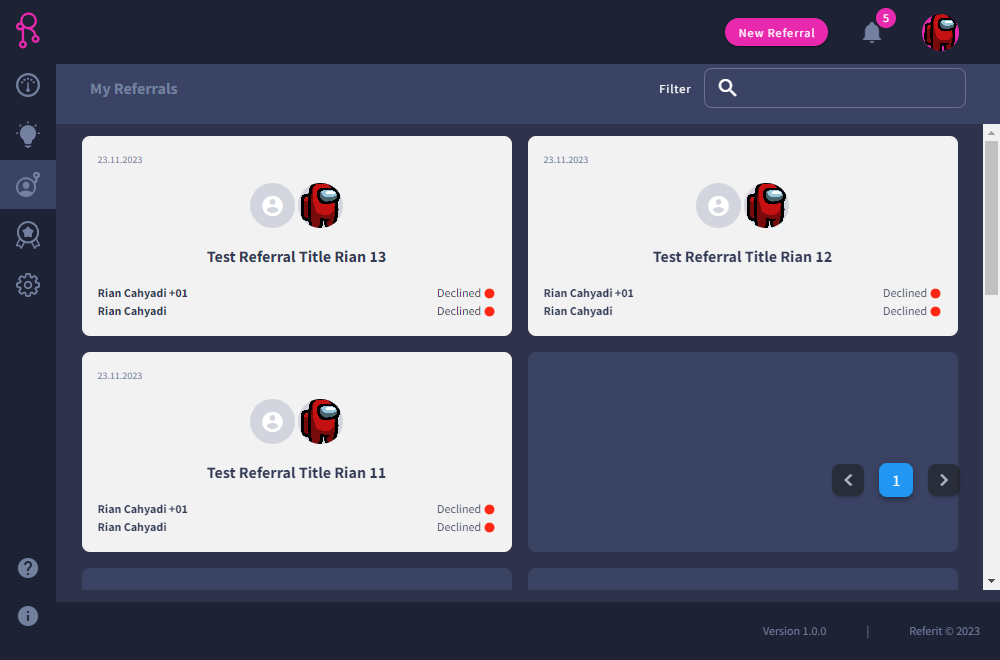 5
New Referral
My Referrals
Filter
23.11.2023
Test Referral Title Rian 13
Rian Cahyadi +01
Declined
Rian Cahyadi
Declined
23.11.2023
Test Referral Title Rian 12
Rian Cahyadi +01
Declined
Rian Cahyadi
Declined
23.11.2023
Test Referral Title Rian 11
Rian Cahyadi +01
Declined
Rian Cahyadi
Declined
1
Version 1.0.0 | Referit © 2023